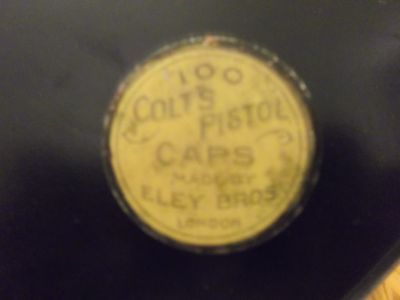 100
COLT'S
PISTOL
CAPS
MADE BY
ELEY BROS
LONDON